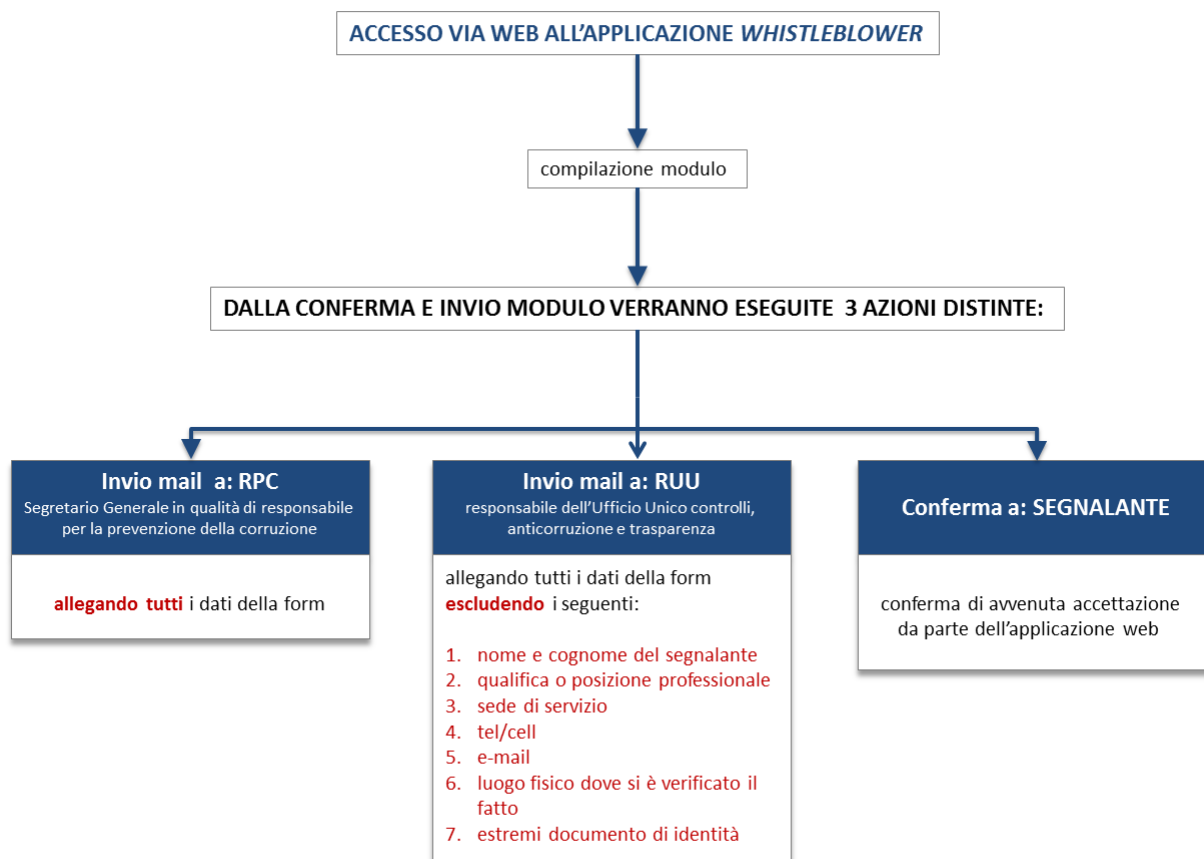 ACCESSO VIA WEB ALL'APPLICAZIONE WHISTLEBLOWER
compilazione modulo
DALLA CONFERMA E INVIO MODULO VERRANNO ESEGUITE 3 AZIONI DISTINTE:
Invio mail a: RPC
Segretario Generale in qualità di responsabile
per la prevenzione della corruzione
allegando tutti i dati della form
Invio mail a: RUU
responsabile dell'Ufficio Unico controlli,
anticorruzione e trasparenza
allegando tutti i dati della form
escludendo i seguenti:
1. nome e cognome del segnalante
2. qualifica o posizione professionale
3. sede di servizio
4. tel/cell
5. e-mail
6. luogo fisico dove si è verificato il
fatto
7. estremi documento di identità
Conferma a: SEGNALANTE
conferma di avvenuta accettazione
da parte dell'applicazione web